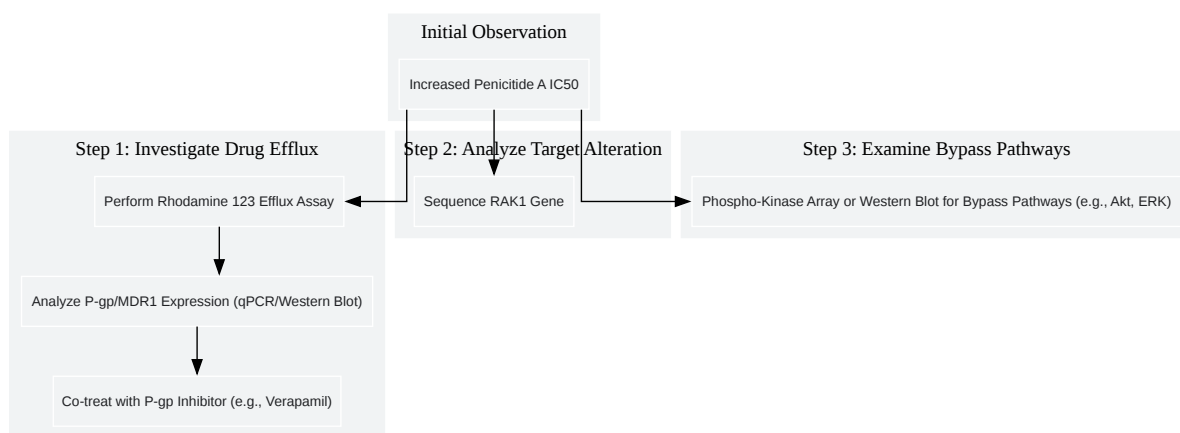 Initial Observation
Increased Penicitide A IC50
Step 1: Investigate Drug Efflux
Perform Rhodamine 123 Efflux Assay
Analyze P-gp/MDR1 Expression (qPCR/Western Blot)
Co-treat with P-gp Inhibitor (e.g., Verapamil)
Step 2: Analyze Target Alteration
Sequence RAK1 Gene
Step 3: Examine Bypass Pathways
Phospho-Kinase Array or Western Blot for Bypass Pathways (e.g., Akt, ERK)